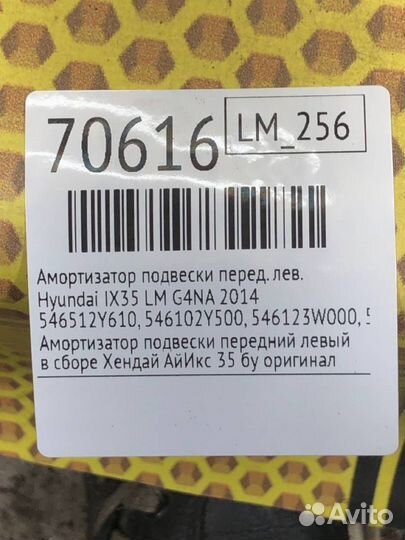 70616
LM_256
Амортизатор подвески перед. лев.
Hyundai IX35 LM G4NA 2014
546512Y610, 546102Y500, 546123W000, 5
Амортизатор подвески передний левый
в сборе Хендай АйИкс 35 бу оригинал
Avito